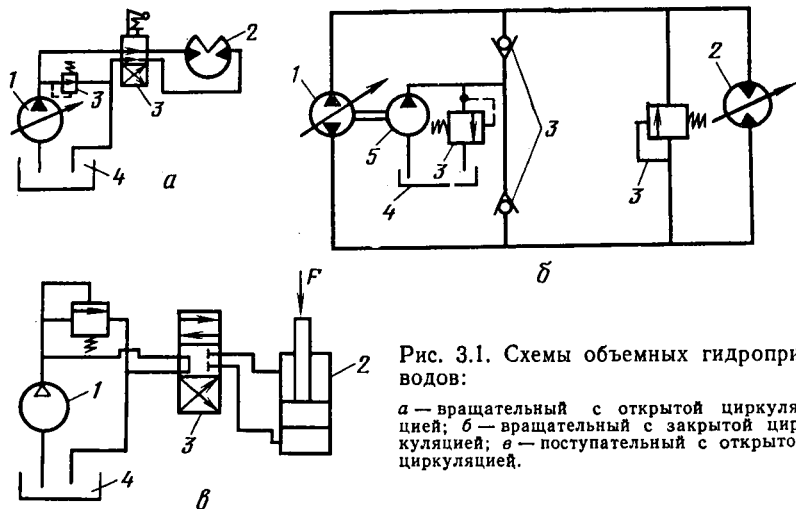 1
2
3
3
4
а
1
2
3
3
3
4
5
б
F
1
2
3
4
в
Рис. 3.1. Схемы объемных гидропри-
водов:
а — вращательный с открытой циркуля-
цией; б — вращательный с закрытой цир-
куляцией; в — поступательный с открыто
циркуляцией.